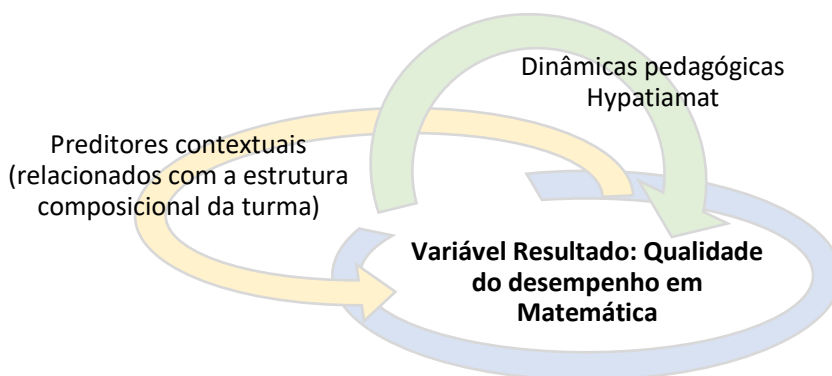 Dinâmicas pedagógicas
Hypatiamat
Preditores contextuais
(relacionados com a estrutura
composicional da turma)
Variável Resultado: Qualidade
do desempenho em
Matemática